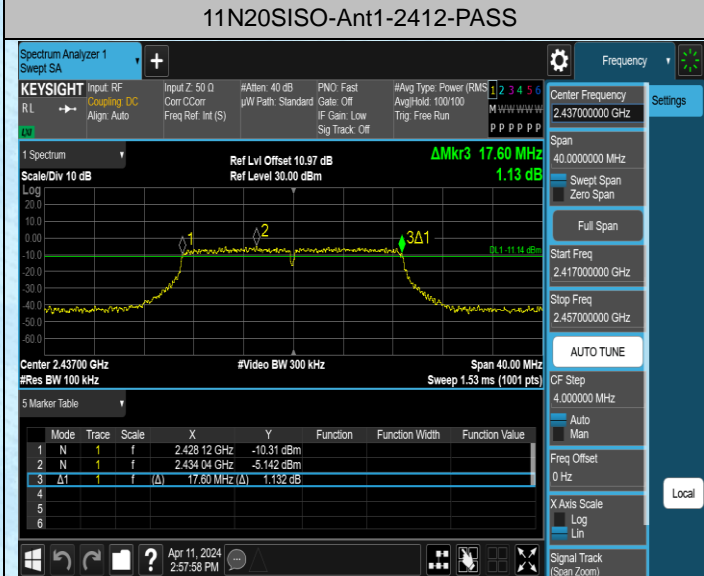 11N20SISO-Ant1-2412-PASS
Spectrum Analyzer 1
Swept SA
Frequency
KEYSIGHT
RL
Input: RF
Coupling: DC
Align: Auto
Input Z: 50 Ω
Corr CCorr
Freq Ref: Int (S)
#Atten: 40 dB
µW Path: Standard
PNO: Fast
Gate: Off
IF Gain: Low
Sig Track: Off
#Avg Type: Power (RMS
Avg|Hold: 100/100
Trig: Free Run
1 2 3 4 5 6
M W W W W W
P P P P P P
Center Frequency
2.437000000 GHz
Settings
Span
40.0000000 MHz
Swept Span
Zero Span
Full Span
Start Freq
2.417000000 GHz
Stop Freq
2.457000000 GHz
AUTO TUNE
CF Step
4.000000 MHz
Auto
Man
Freq Offset
0 Hz
X Axis Scale
Log
Lin
Signal Track
(Span Zoom)
Local
1 Spectrum
Scale/Div 10 dB
Ref Lvl Offset 10.97 dB
Ref Level 30.00 dBm
ΔMkr3 17.60 MHz
1.13 dB
Log
20.0
10.0
0.00
-10.0
-20.0
-30.0
-40.0
-50.0
-60.0
1
2
3Δ1
DL1 -11.14 dBm
Center 2.43700 GHz
#Video BW 300 kHz
Span 40.00 MHz
#Res BW 100 kHz
Sweep 1.53 ms (1001 pts)
5 Marker Table
Mode Trace Scale X Y Function Function Width Function Value
1 N 1 f 2.428 12 GHz -10.31 dBm
2 N 1 f 2.434 04 GHz -5.142 dBm
3 Δ1 1 f (Δ) 17.60 MHz (Δ) 1.132 dB
4
5
6
?
Apr 11, 2024
2:57:58 PM